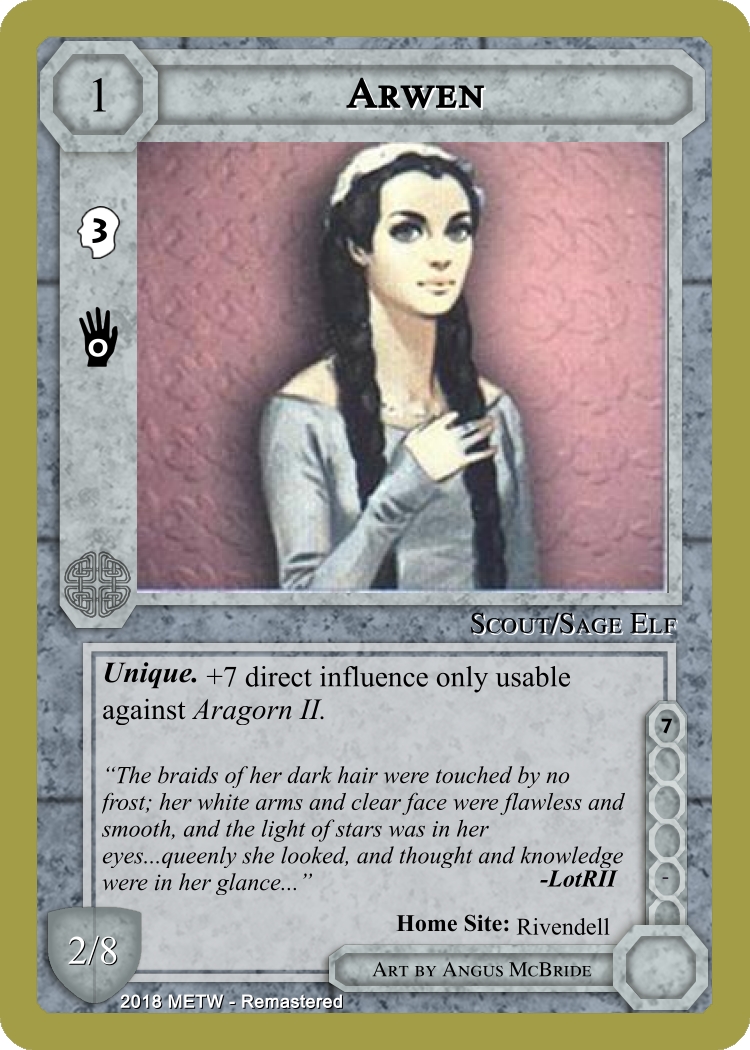 1
ARWEN
3
0
SCOUT/SAGE ELF
Unique. +7 direct influence only usable
against Aragorn II.
7
“The braids of her dark hair were touched by no
frost; her white arms and clear face were flawless and
smooth, and the light of stars was in her
eyes...queenly she looked, and thought and knowledge
were in her glance...” -LotRII
-
Home Site: Rivendell
2/8
ART BY ANGUS MCBRIDE
2018 METW - Remastered